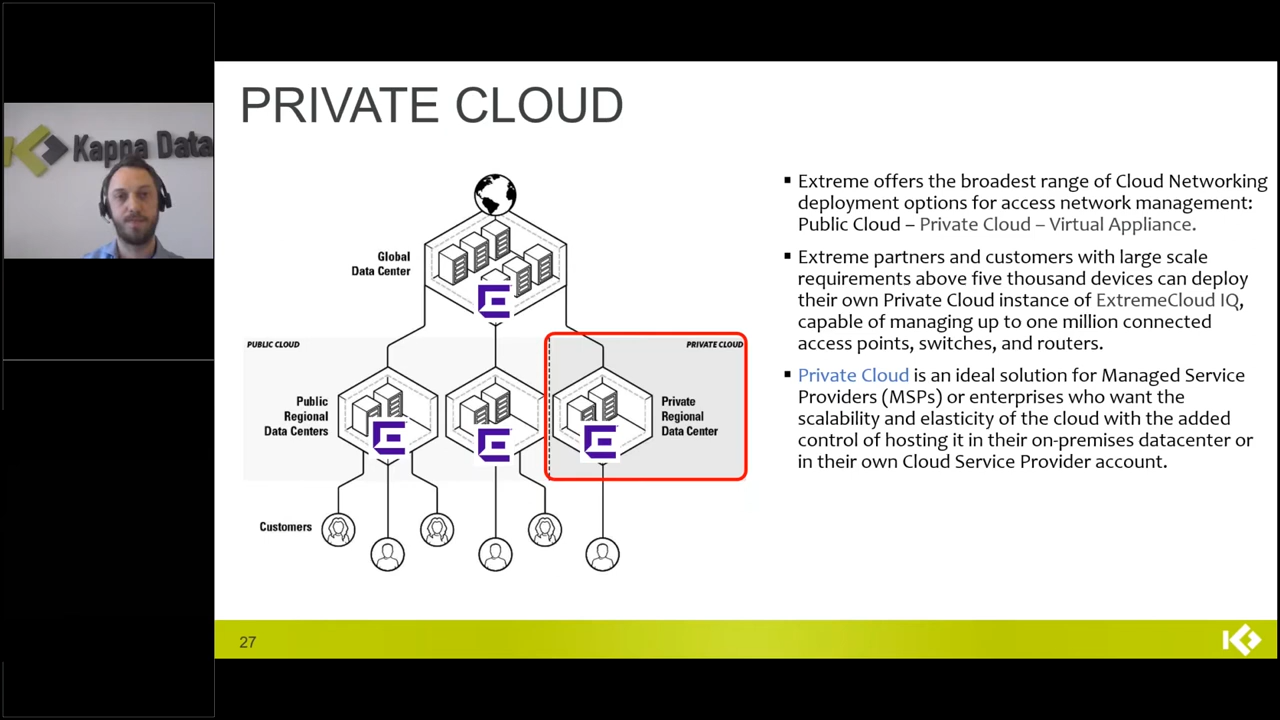 Kappa Data
PRIVATE CLOUD
Global
Data Center
PUBLIC CLOUD
PRIVATE CLOUD
Public
Regional
Data Centers
Private
Regional
Data Center
Customers
▪ Extreme offers the broadest range of Cloud Networking
deployment options for access network management:
Public Cloud – Private Cloud – Virtual Appliance.
▪ Extreme partners and customers with large scale
requirements above five thousand devices can deploy
their own Private Cloud instance of ExtremeCloud IQ,
capable of managing up to one million connected
access points, switches, and routers.
▪ Private Cloud is an ideal solution for Managed Service
Providers (MSPs) or enterprises who want the
scalability and elasticity of the cloud with the added
control of hosting it in their on-premises datacenter or
in their own Cloud Service Provider account.
27